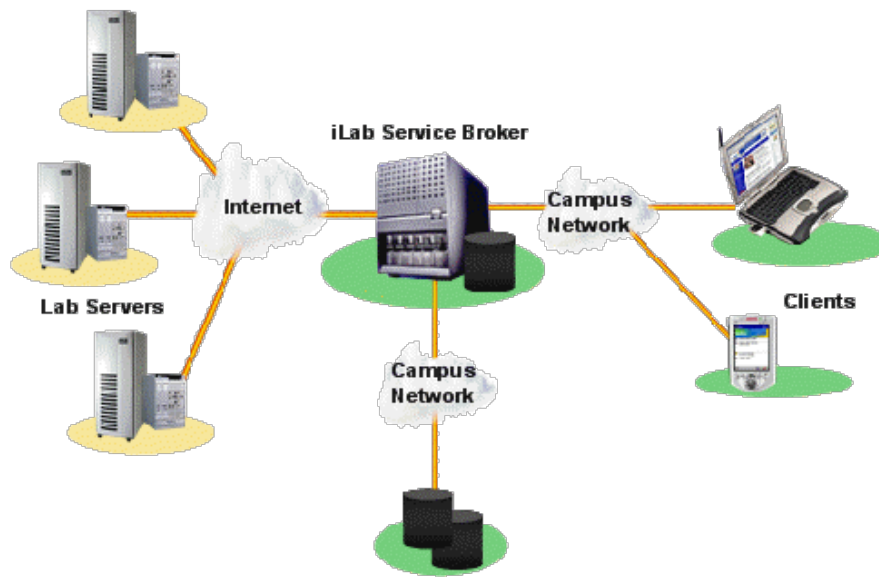 iLab Service Broker
Internet
Campus
Network
Lab Servers
Clients
Campus
Network